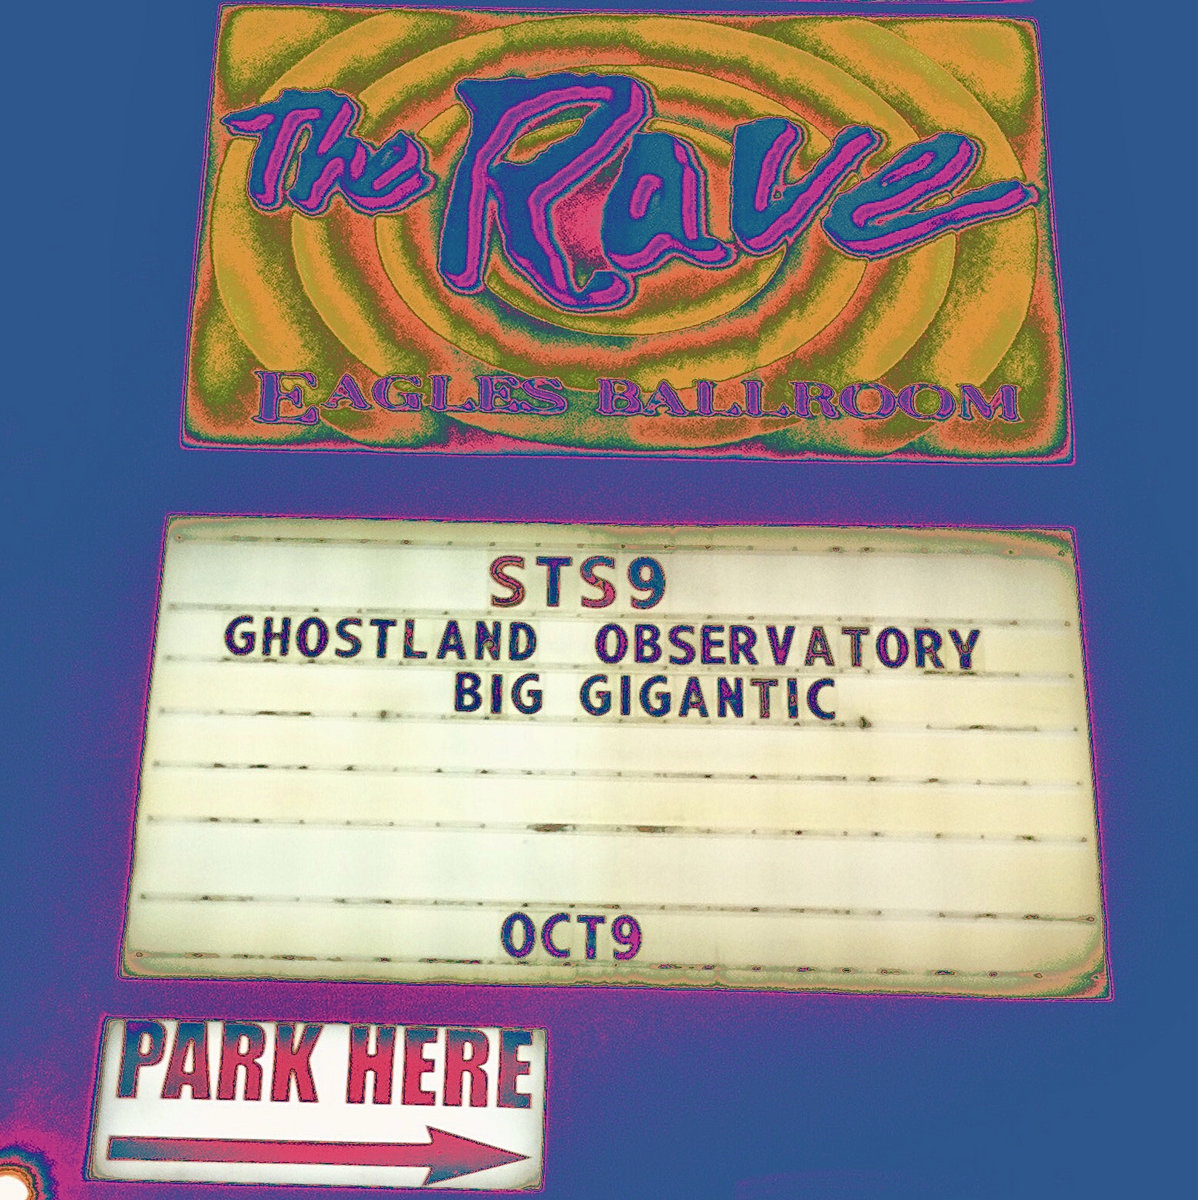 The Rave
EAGLES BALLROOM
STS9
GHOSTLAND OBSERVATORY
BIG GIGANTIC
OCT9
PARK HERE